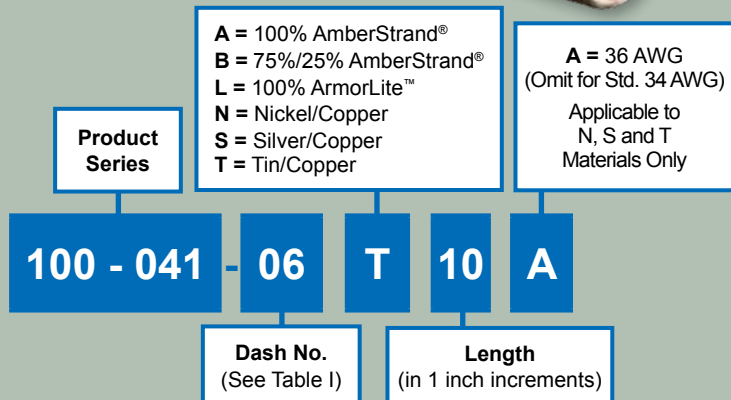 A = 100% AmberStrand®
B = 75%/25% AmberStrand®
L = 100% ArmorLite™
N = Nickel/Copper
S = Silver/Copper
T = Tin/Copper
A = 36 AWG
(Omit for Std. 34 AWG)
Applicable to
N, S and T
Materials Only
Product
Series
100 - 041 - 06 T 10 A
Dash No.
(See Table I)
Length
(in 1 inch increments)